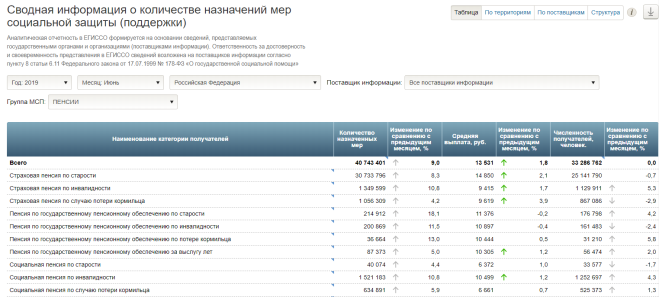 Сводная информация о количестве назначений мер
социальной защиты (поддержки)
Таблица По территориям По поставщикам Структура
Аналитическая отчетность в ЕГИССО формируется на основании сведений, представляемых
государственными органами и организациями (поставщиками информации). Ответственность за достоверность
и своевременность представления в ЕГИССО сведений возложена на поставщиков информации согласно
пункту 8 статьи 6.11 Федерального закона от 17.07.1999 № 178-ФЗ «О государственной социальной помощи»
Год: 2019 Месяц: Июнь Российская Федерация Поставщик информации: Все поставщики информации
Группа МСП: ПЕНСИИ
Наименование категории получателей Количество назначенных мер Изменение по сравнению с предыдущим месяцем, % Средняя выплата, руб. Изменение по сравнению с предыдущим месяцем, % Численность получателей, человек. Изменение по сравнению с предыдущим месяцем, %
Всего 40 743 401 9,0 13 531 1,8 33 286 762 0,0
Страховая пенсия по старости 30 733 796 8,3 14 850 2,1 25 141 790 -0,7
Страховая пенсия по инвалидности 1 349 599 10,8 9 415 1,7 1 129 911 5,3
Страховая пенсия по случаю потери кормильца 1 056 309 4,2 9 619 3,9 867 086 -2,9
Пенсия по государственному пенсионному обеспечению по старости 214 912 18,1 11 376 -0,2 176 798 4,2
Пенсия по государственному пенсионному обеспечению по инвалидности 200 869 11,5 10 897 -0,4 161 483 -2,4
Пенсия по государственному пенсионному обеспечению по потере кормильца 36 664 13,0 10 444 0,5 31 210 5,8
Пенсия по государственному пенсионному обеспечению за выслугу лет 87 373 5,0 10 305 1,2 56 474 2,0
Социальная пенсия по старости 40 074 4,4 6 372 1,0 33 577 -1,7
Социальная пенсия по инвалидности 1 521 183 10,8 10 499 1,2 1 252 697 4,3
Социальная пенсия по случаю потери кормильца 634 891 5,9 6 661 0,7 525 373 1,3